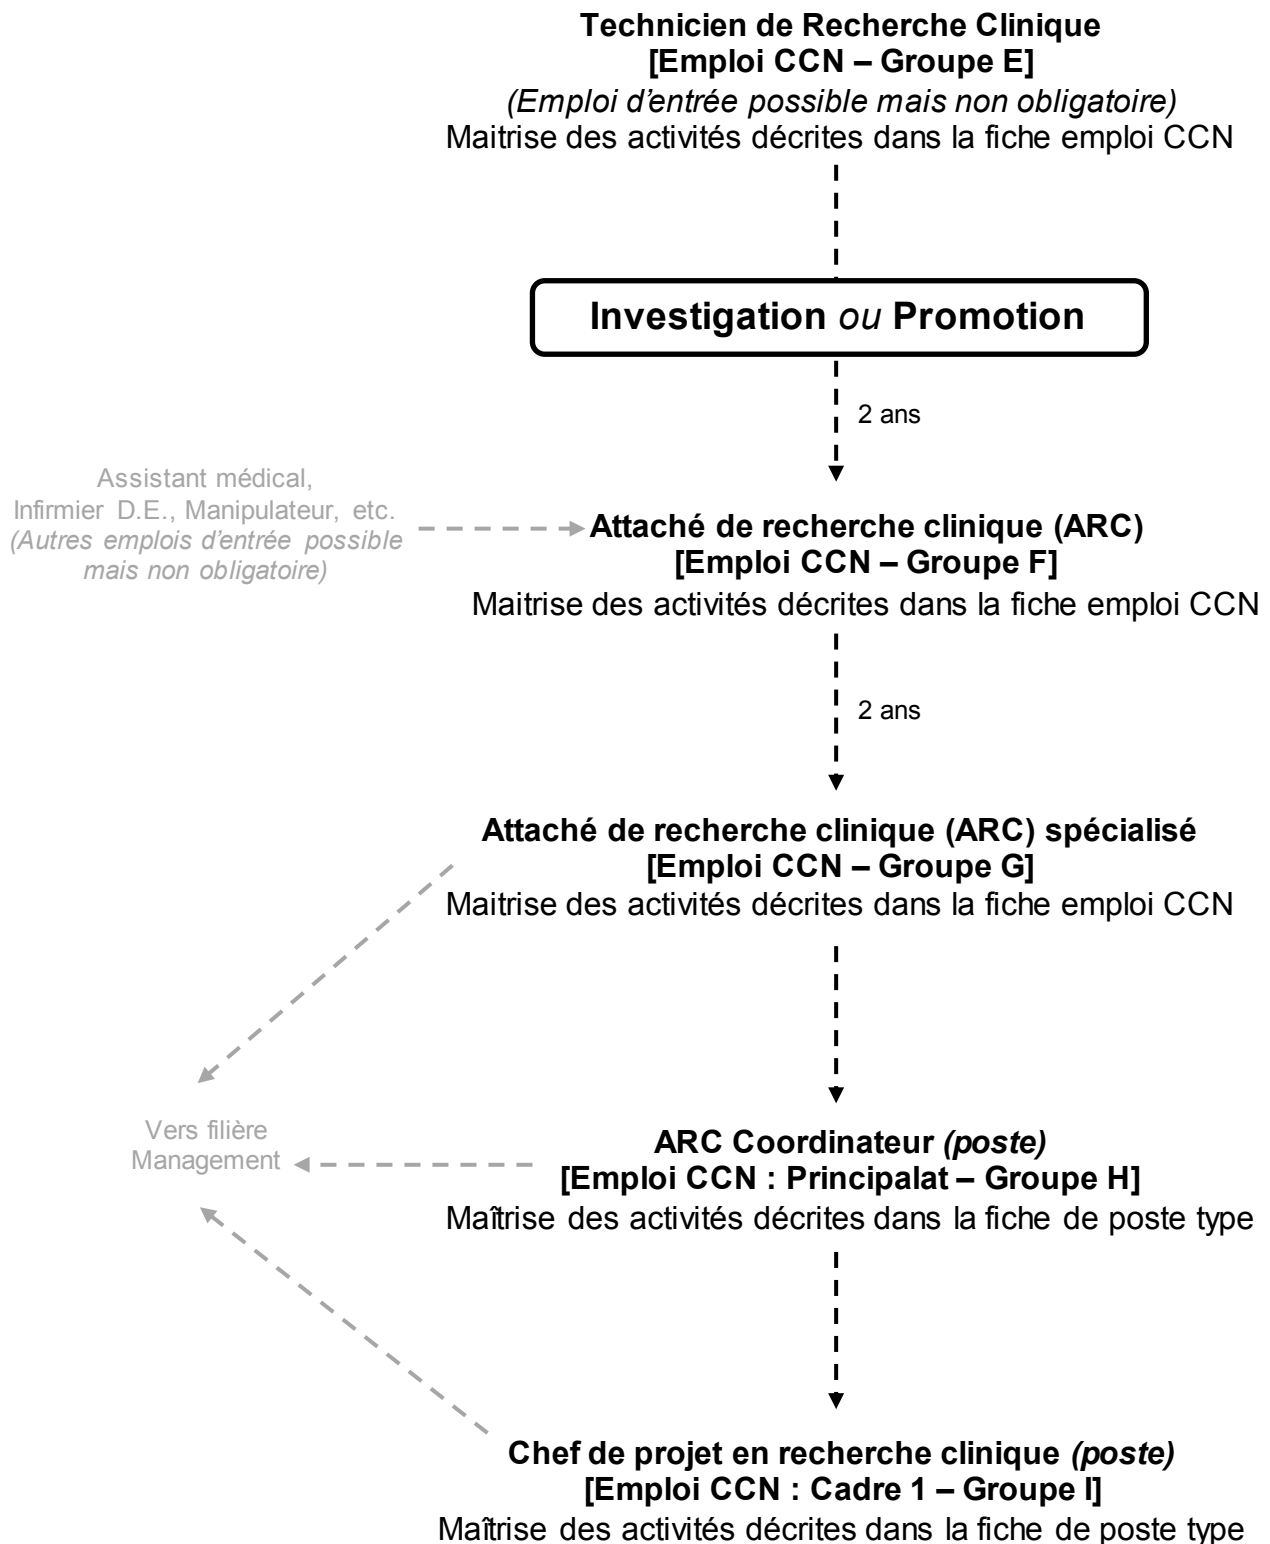 Technicien de Recherche Clinique
[Emploi CCN – Groupe E]
(Emploi d'entrée possible mais non obligatoire)
Maitrise des activités décrites dans la fiche emploi CCN
Investigation ou Promotion
2 ans
Assistant médical,
Infirmier D.E., Manipulateur, etc.
(Autres emplois d'entrée possible
mais non obligatoire)
Attaché de recherche clinique (ARC)
[Emploi CCN – Groupe F]
Maitrise des activités décrites dans la fiche emploi CCN
2 ans
Attaché de recherche clinique (ARC) spécialisé
[Emploi CCN – Groupe G]
Maitrise des activités décrites dans la fiche emploi CCN
Vers filière
Management
ARC Coordinateur (poste)
[Emploi CCN : Principalat – Groupe H]
Maîtrise des activités décrites dans la fiche de poste type
Chef de projet en recherche clinique (poste)
[Emploi CCN : Cadre 1 – Groupe I]
Maîtrise des activités décrites dans la fiche de poste type